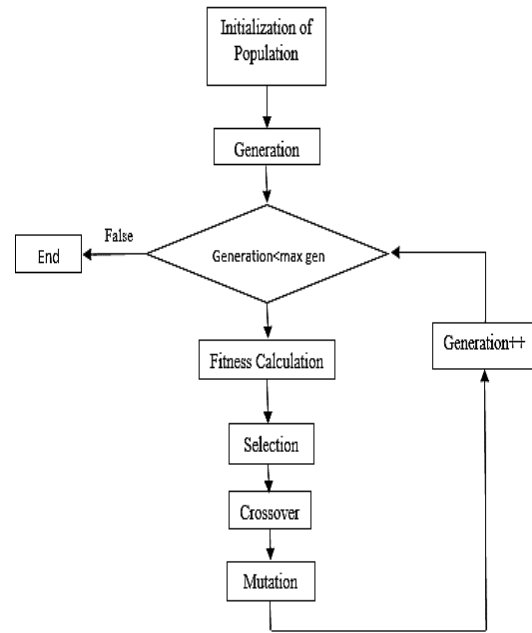 Initialization of
Population
Generation
False
End
Generation<max gen
Generation++
Fitness Calculation
Selection
Crossover
Mutation